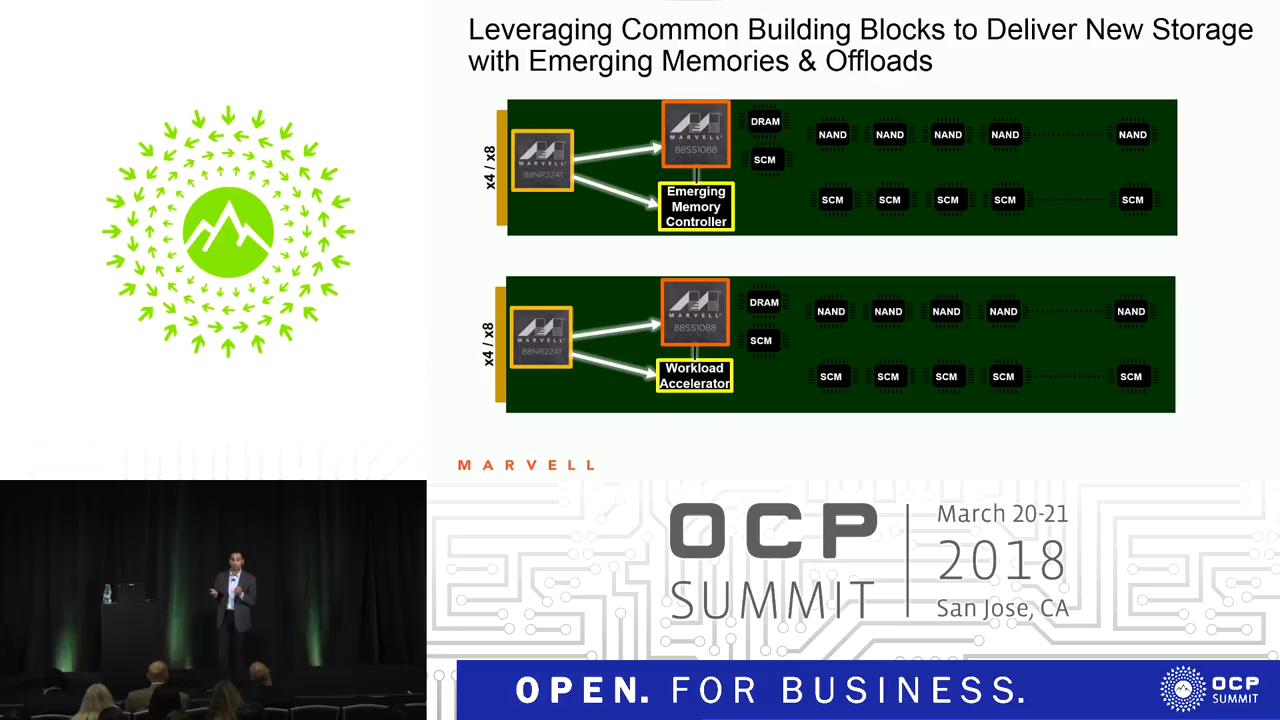 Leveraging Common Building Blocks to Deliver New Storage
with Emerging Memories & Offloads
x4 / x8
MARVELL
88NR2241
MARVELL
88SS1088
Emerging
Memory
Controller
DRAM
SCM
NAND NAND NAND NAND NAND
SCM SCM SCM SCM SCM
x4 / x8
MARVELL
88NR2241
MARVELL
88SS1088
Workload
Accelerator
DRAM
SCM
NAND NAND NAND NAND NAND
SCM SCM SCM SCM SCM
MARVELL
OCP
SUMMIT
March 20-21
2018
San Jose, CA
OPEN. FOR BUSINESS.
OCP
SUMMIT